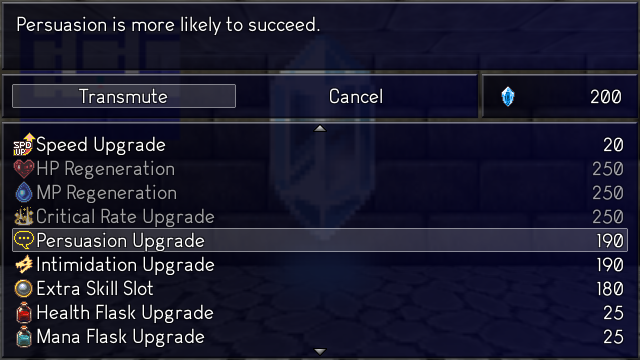 Persuasion is more likely to succeed.
Transmute Cancel 200
SPD UP Speed Upgrade 20
HP Regeneration 250
MP Regeneration 250
Critical Rate Upgrade 250
Persuasion Upgrade 190
Intimidation Upgrade 190
Extra Skill Slot 180
Health Flask Upgrade 25
Mana Flask Upgrade 25